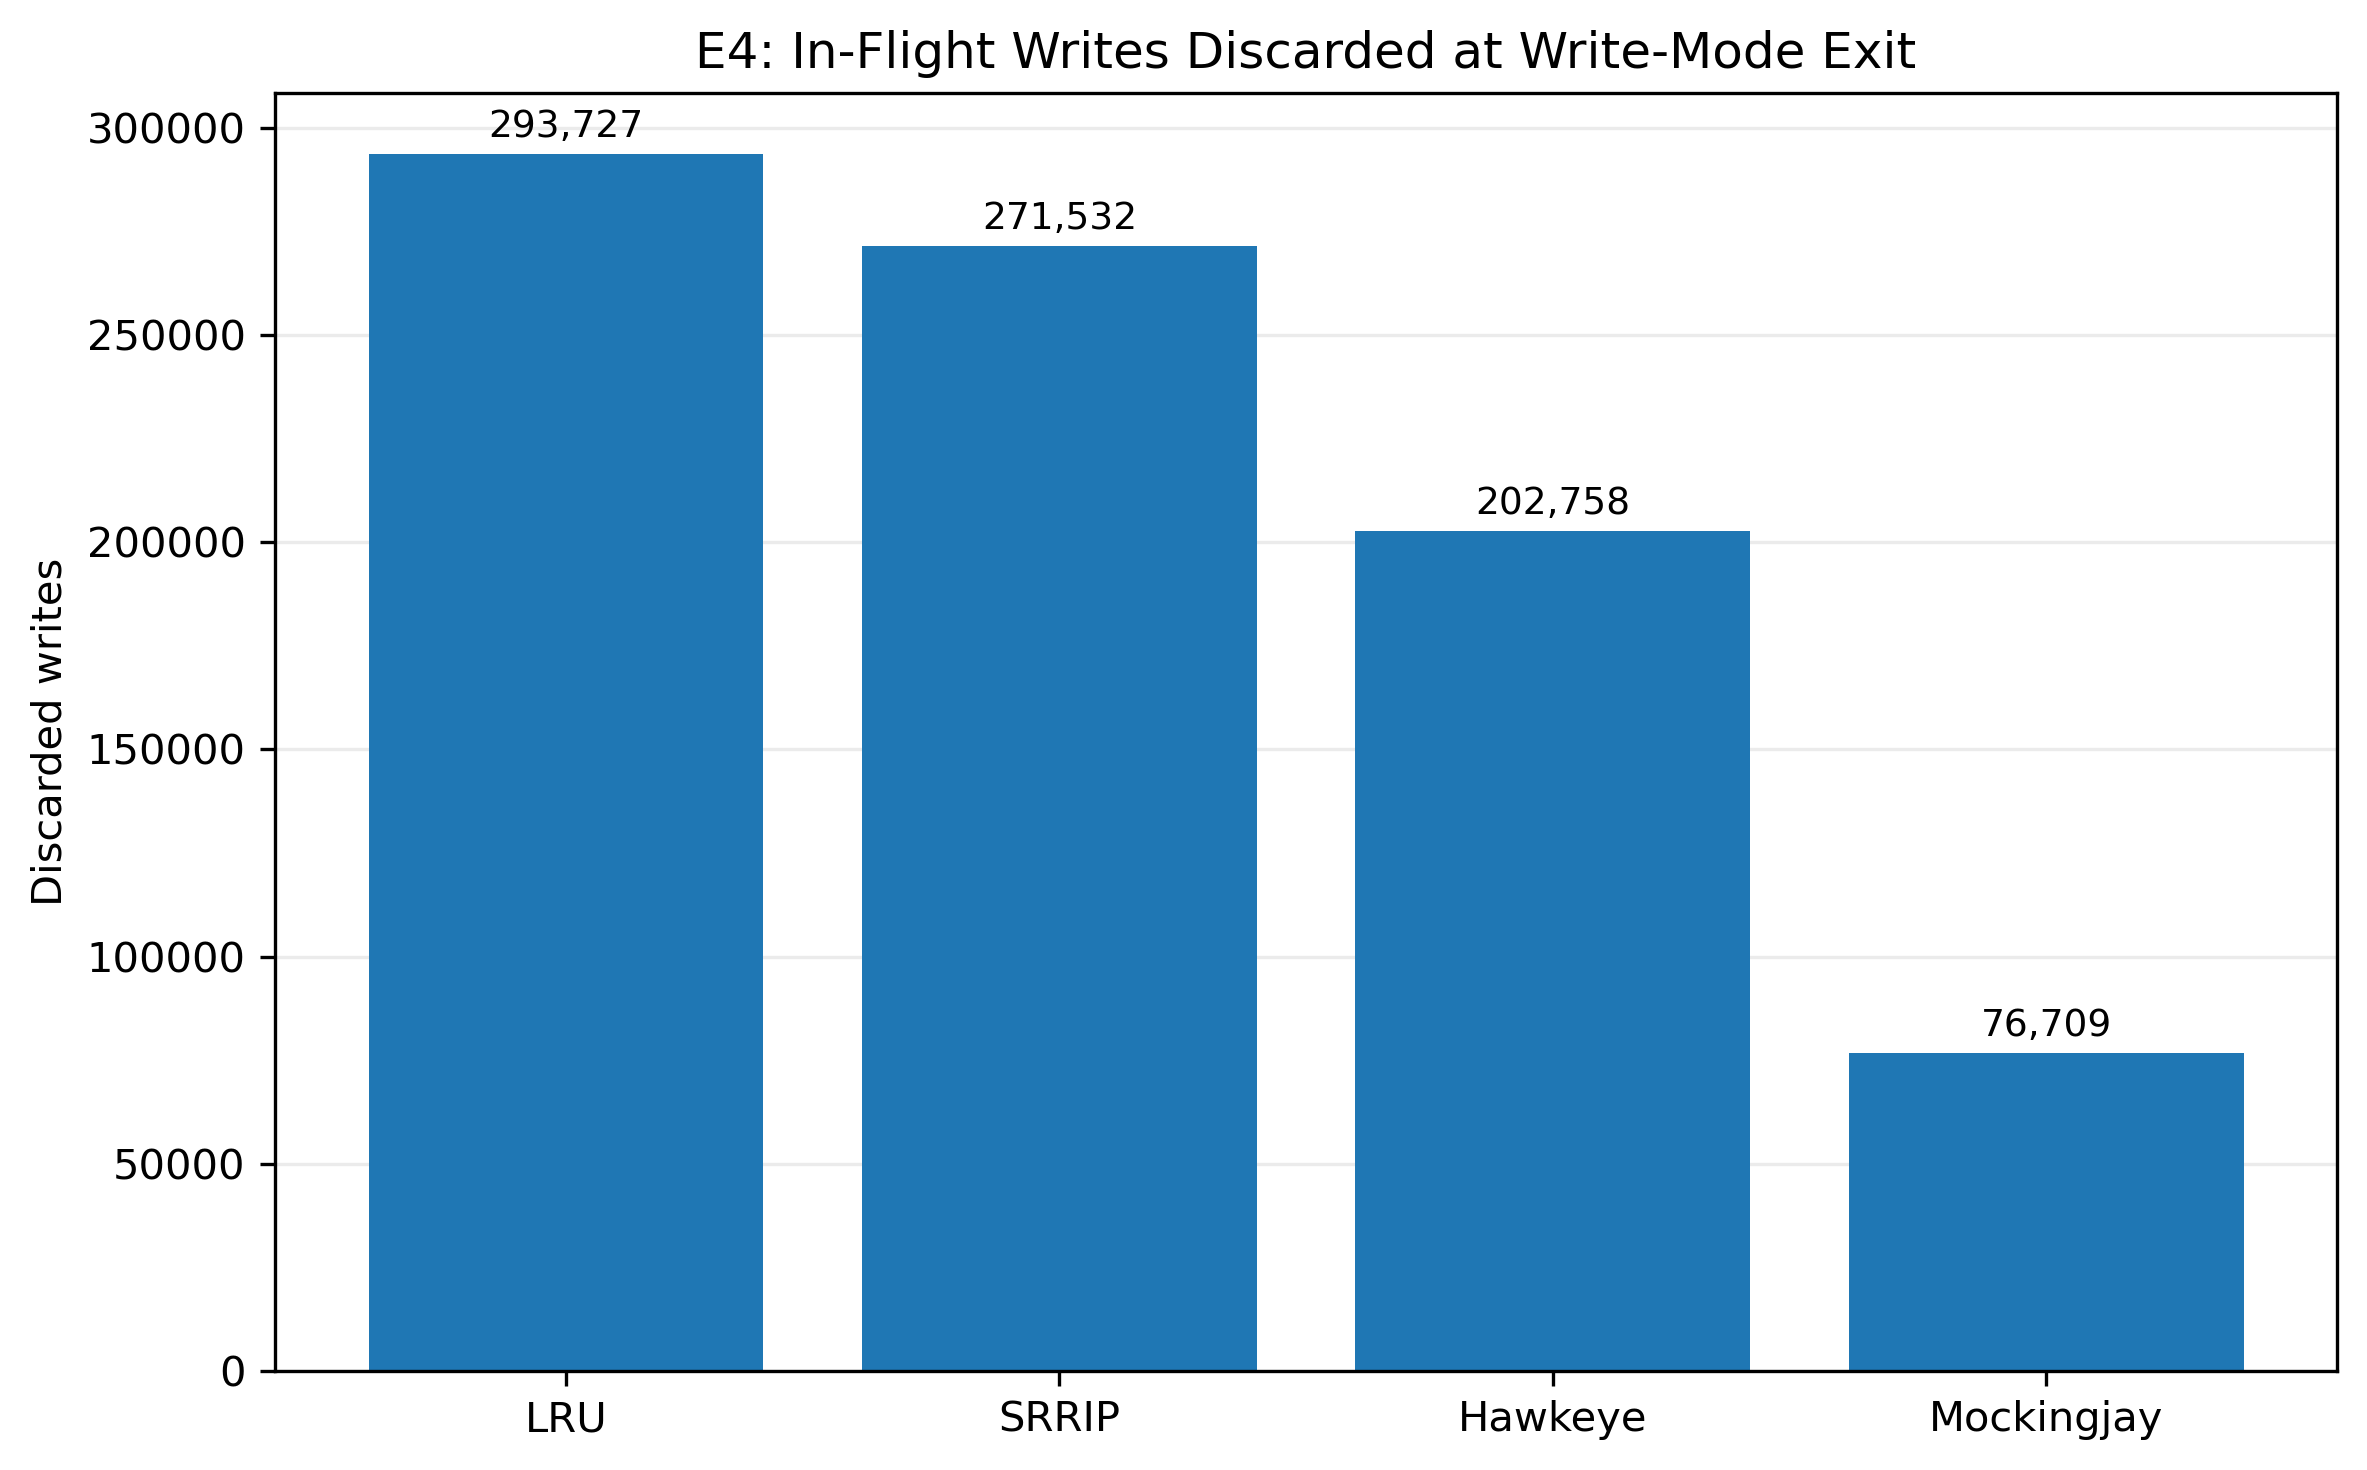 E4: In-Flight Writes Discarded at Write-Mode Exit
Discarded writes
300000
250000
200000
150000
100000
50000
0
293,727
271,532
202,758
76,709
LRU
SRRIP
Hawkeye
Mockingjay